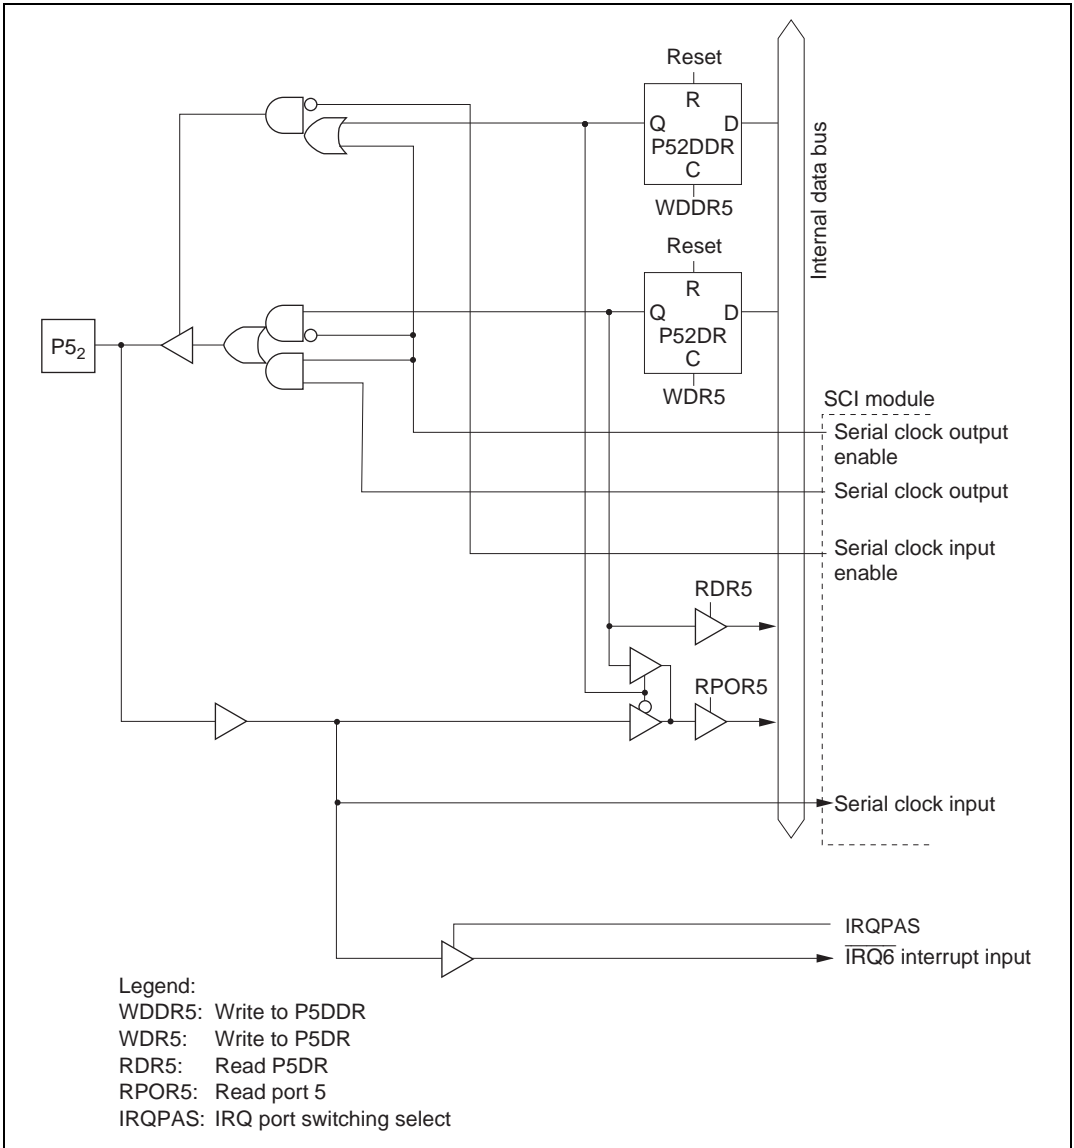 Reset
R
Q D
P52DDR
C
WDDR5
Internal data bus
Reset
R
Q D
P52DR
C
WDR5
P5₂
SCI module
Serial clock output
enable
Serial clock output
Serial clock input
enable
RDR5
RPOR5
Serial clock input
IRQPAS
I̅R̅Q̅6̅ interrupt input
Legend:
WDDR5: Write to P5DDR
WDR5: Write to P5DR
RDR5: Read P5DR
RPOR5: Read port 5
IRQPAS: IRQ port switching select